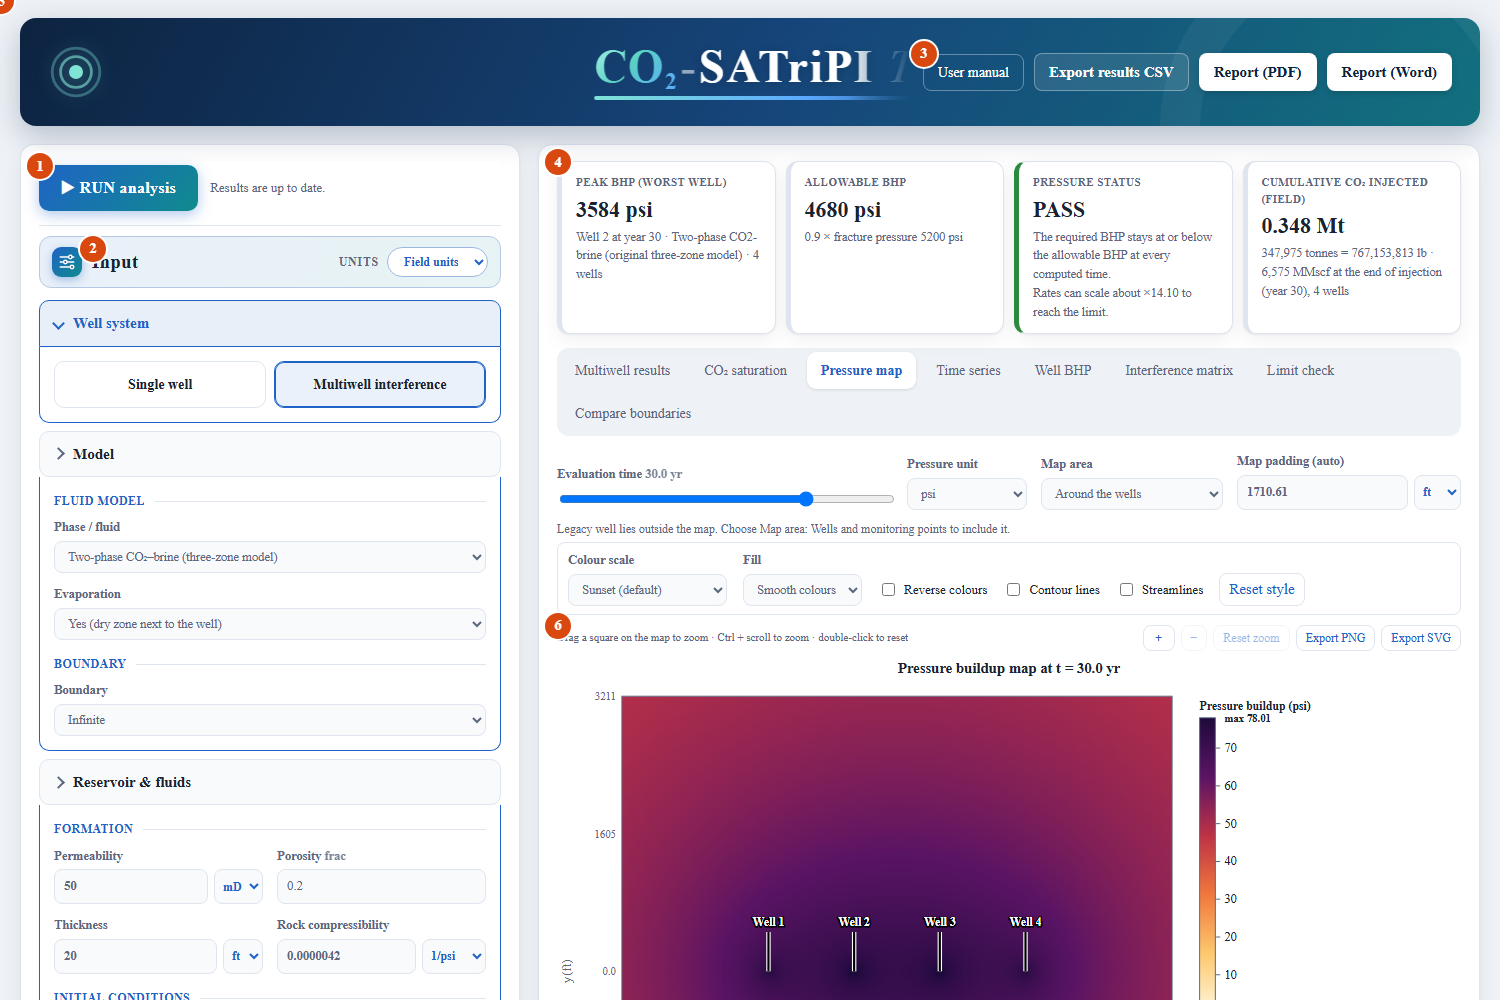 CO2-SATriPI T
3
User manual
Export results CSV
Report (PDF)
Report (Word)
1
▶ RUN analysis
Results are up to date.
2
Input
UNITS
Field units
Well system
Single well
Multiwell interference
Model
FLUID MODEL
Phase / fluid
Two-phase CO₂–brine (three-zone model)
Evaporation
Yes (dry zone next to the well)
BOUNDARY
Boundary
Infinite
Reservoir & fluids
FORMATION
Permeability
50
mD
Porosity frac
0.2
Thickness
20
ft
Rock compressibility
0.0000042
1/psi
INITIAL CONDITIONS
4
PEAK BHP (WORST WELL)
3584 psi
Well 2 at year 30 · Two-phase CO2-
brine (original three-zone model) · 4
wells
ALLOWABLE BHP
4680 psi
0.9 × fracture pressure 5200 psi
PRESSURE STATUS
PASS
The required BHP stays at or below
the allowable BHP at every
computed time.
Rates can scale about ×14.10 to
reach the limit.
CUMULATIVE CO₂ INJECTED
(FIELD)
0.348 Mt
347,975 tonnes = 767,153,813 lb ·
6,575 MMscf at the end of injection
(year 30), 4 wells
Multiwell results
CO₂ saturation
Pressure map
Time series
Well BHP
Interference matrix
Limit check
Compare boundaries
Evaluation time 30.0 yr
Pressure unit
psi
Map area
Around the wells
Map padding (auto)
1710.61
ft
Legacy well lies outside the map. Choose Map area: Wells and monitoring points to include it.
Colour scale
Sunset (default)
Fill
Smooth colours
Reverse colours
Contour lines
Streamlines
Reset style
6
Drag a square on the map to zoom · Ctrl + scroll to zoom · double-click to reset
+
−
Reset zoom
Export PNG
Export SVG
Pressure buildup map at t = 30.0 yr
3211
1605
0.0
y (ft)
Well 1
Well 2
Well 3
Well 4
Pressure buildup (psi)
max 78.01
70
60
50
40
30
20
10